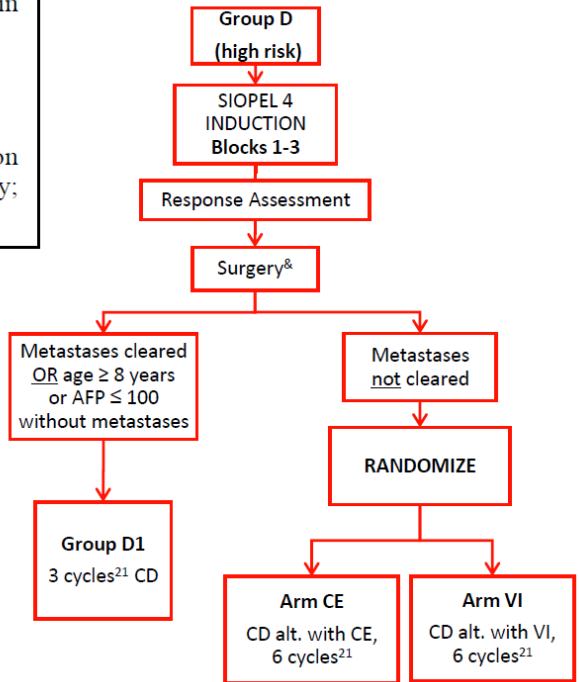 in
on
y;
Group D
(high risk)
SIOPEL 4
INDUCTION
Blocks 1-3
Response Assessment
Surgery&
Metastases cleared
OR age ≥ 8 years
or AFP ≤ 100
without metastases
Metastases
not cleared
RANDOMIZE
Group D1
3 cycles21 CD
Arm CE
CD alt. with CE,
6 cycles21
Arm VI
CD alt. with VI,
6 cycles21